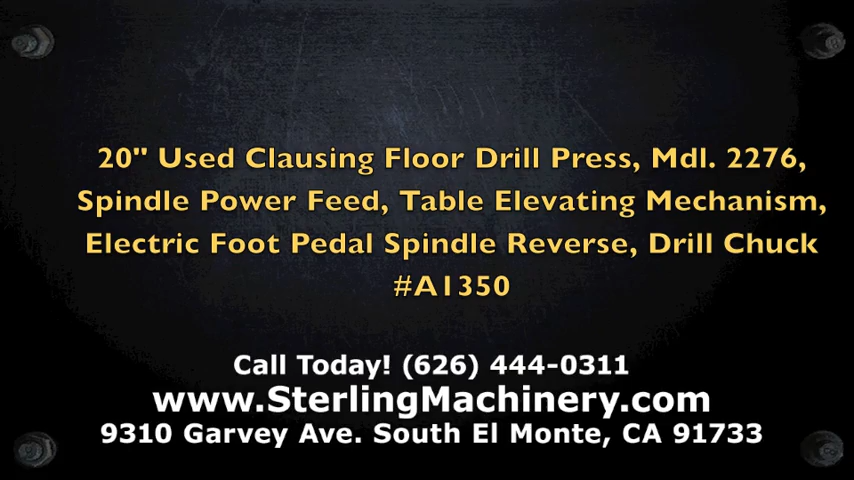 20" Used Clausing Floor Drill Press, Mdl. 2276,
Spindle Power Feed, Table Elevating Mechanism,
Electric Foot Pedal Spindle Reverse, Drill Chuck
#A1350
Call Today! (626) 444-0311
www.SterlingMachinery.com
9310 Garvey Ave. South El Monte, CA 91733